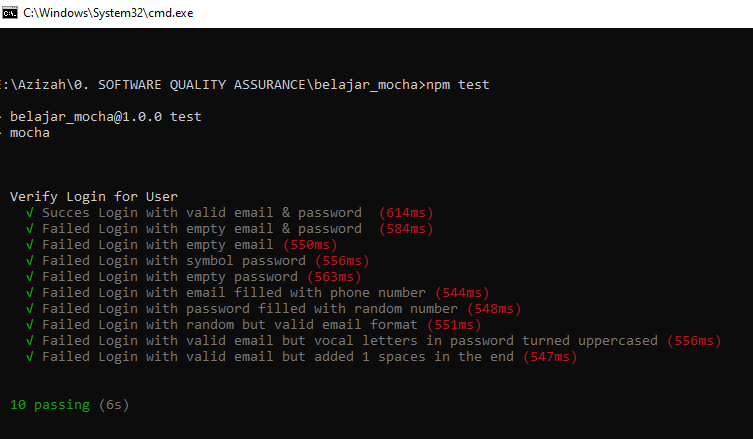 C:\Windows\System32\cmd.exe
E:\Azizah\0. SOFTWARE QUALITY ASSURANCE\belajar_mocha>npm test
> belajar_mocha@1.0.0 test
> mocha
Verify Login for User
√ Succes Login with valid email & password  (614ms)
√ Failed Login with empty email & password  (584ms)
√ Failed Login with empty email (550ms)
√ Failed Login with symbol password (556ms)
√ Failed Login with empty password (563ms)
√ Failed Login with email filled with phone number (544ms)
√ Failed Login with password filled with random number (548ms)
√ Failed Login with random but valid email format (551ms)
√ Failed Login with valid email but vocal letters in password turned uppercased (556ms)
√ Failed Login with valid email but added 1 spaces in the end (547ms)
10 passing (6s)